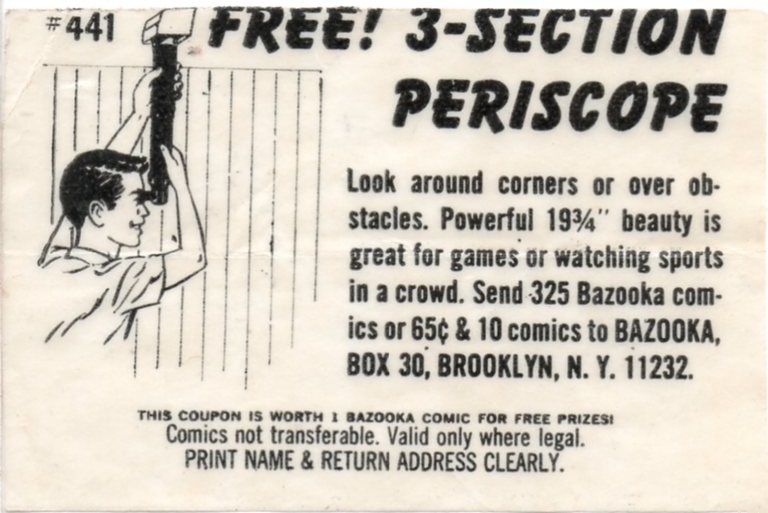 #441
FREE! 3-SECTION
PERISCOPE
Look around corners or over ob-
stacles. Powerful 19¾" beauty is
great for games or watching sports
in a crowd. Send 325 Bazooka com-
ics or 65¢ & 10 comics to BAZOOKA,
BOX 30, BROOKLYN, N. Y. 11232.
THIS COUPON IS WORTH 1 BAZOOKA COMIC FOR FREE PRIZES!
Comics not transferable. Valid only where legal.
PRINT NAME & RETURN ADDRESS CLEARLY.